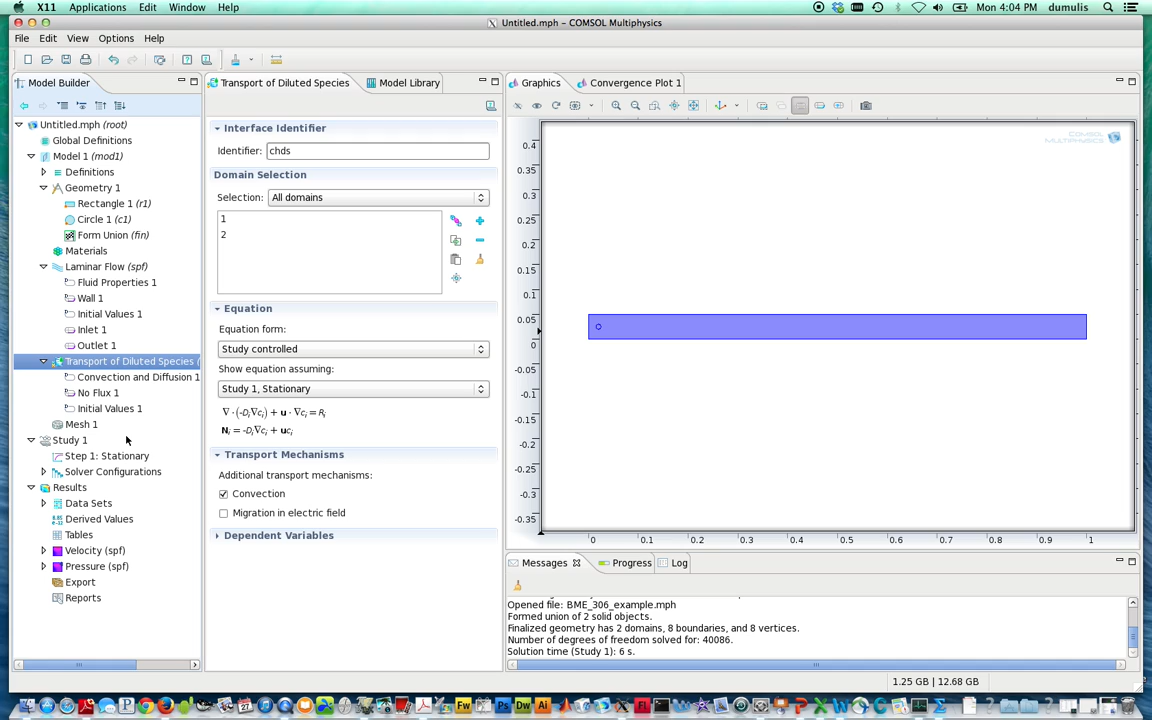 X11 Applications Edit Window Help Mon 4:04 PM dumulis
Untitled.mph – COMSOL Multiphysics
File Edit View Options Help
Model Builder
Transport of Diluted Species
Model Library
Graphics
Convergence Plot 1
Untitled.mph (root)
Global Definitions
Model 1 (mod1)
Definitions
Geometry 1
Rectangle 1 (r1)
Circle 1 (c1)
Form Union (fin)
Materials
Laminar Flow (spf)
Fluid Properties 1
Wall 1
Initial Values 1
Inlet 1
Outlet 1
Transport of Diluted Species (
Convection and Diffusion 1
No Flux 1
Initial Values 1
Mesh 1
Study 1
Step 1: Stationary
Solver Configurations
Results
Data Sets
Derived Values
Tables
Velocity (spf)
Pressure (spf)
Export
Reports
Interface Identifier
Identifier: chds
Domain Selection
Selection: All domains
1
2
Equation
Equation form:
Study controlled
Show equation assuming:
Study 1, Stationary
∇·(-Dᵢ∇cᵢ) + u·∇cᵢ = Rᵢ
Nᵢ = -Dᵢ∇cᵢ + ucᵢ
Transport Mechanisms
Additional transport mechanisms:
Convection
Migration in electric field
Dependent Variables
COMSOL
MULTIPHYSICS
0.4
0.35
0.3
0.25
0.2
0.15
0.1
0.05
0
-0.05
-0.1
-0.15
-0.2
-0.25
-0.3
-0.35
0 0.1 0.2 0.3 0.4 0.5 0.6 0.7 0.8 0.9 1
Messages Progress Log
Opened file: BME_306_example.mph
Formed union of 2 solid objects.
Finalized geometry has 2 domains, 8 boundaries, and 8 vertices.
Number of degrees of freedom solved for: 40086.
Solution time (Study 1): 6 s.
1.25 GB | 12.68 GB
Fw Ps Dw Ai Fl